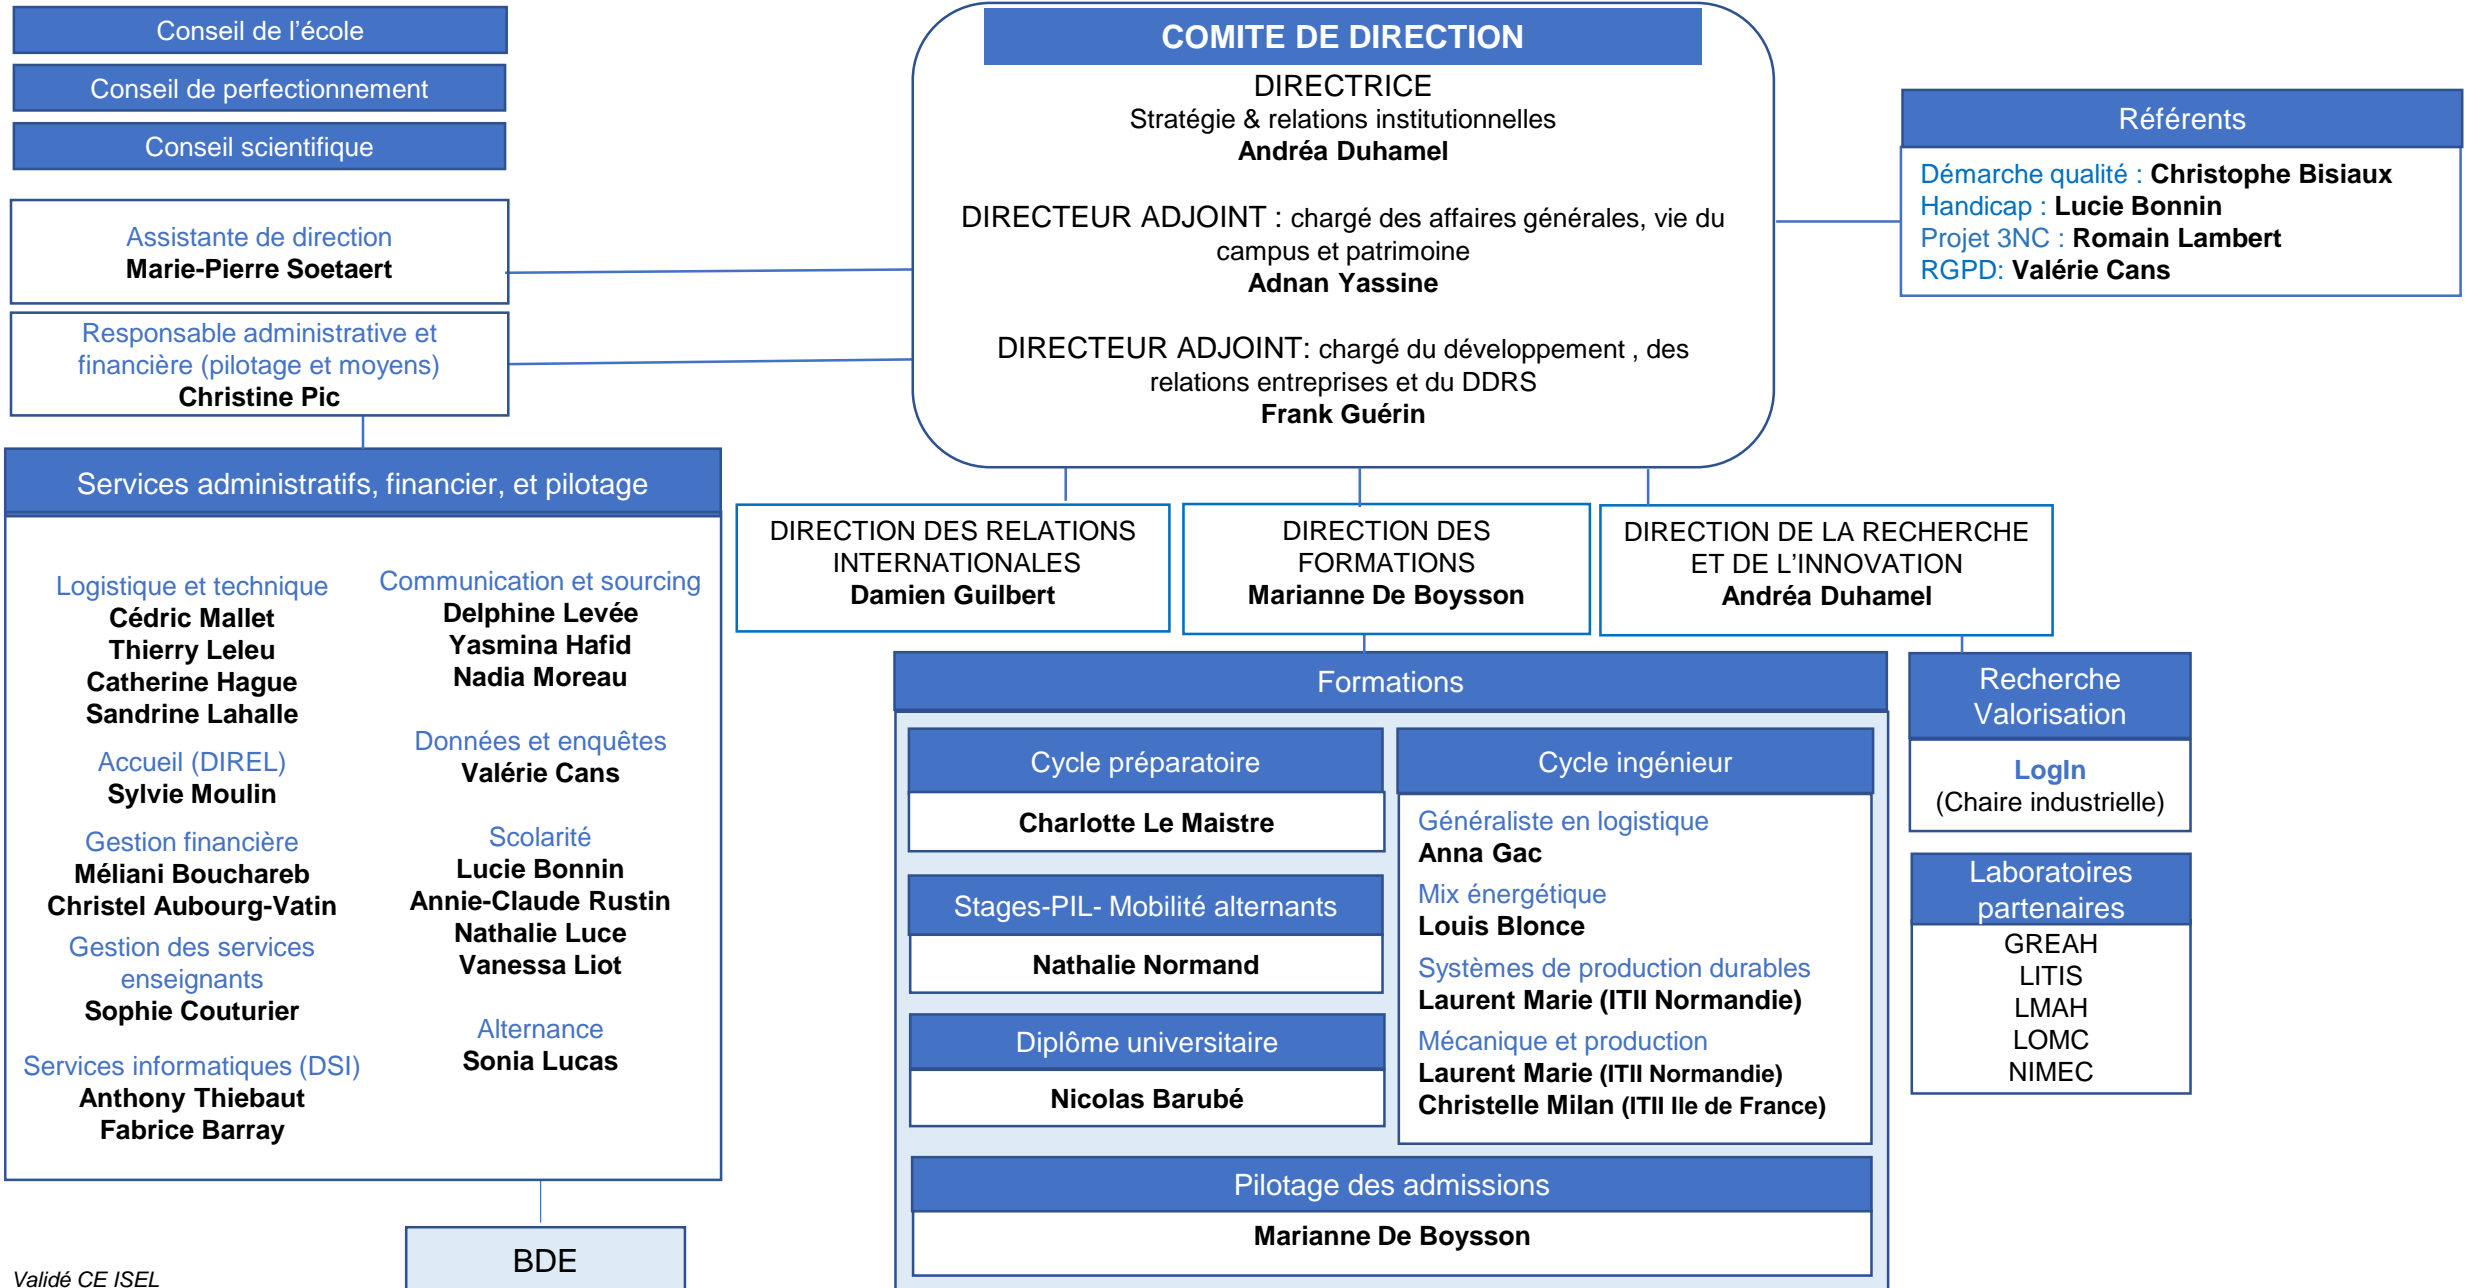 Conseil de l’école
Conseil de perfectionnement
Conseil scientifique
Assistante de direction
Marie-Pierre Soetaert
Responsable administrative et
financière (pilotage et moyens)
Christine Pic
COMITE DE DIRECTION
DIRECTRICE
Stratégie & relations institutionnelles
Andréa Duhamel
DIRECTEUR ADJOINT : chargé des affaires générales, vie du
campus et patrimoine
Adnan Yassine
DIRECTEUR ADJOINT: chargé du développement , des
relations entreprises et du DDRS
Frank Guérin
Référents
Démarche qualité : Christophe Bisiaux
Handicap : Lucie Bonnin
Projet 3NC : Romain Lambert
RGPD: Valérie Cans
Services administratifs, financier, et pilotage
Logistique et technique
Cédric Mallet
Thierry Leleu
Catherine Hague
Sandrine Lahalle
Accueil (DIREL)
Sylvie Moulin
Gestion financière
Méliani Bouchareb
Christel Aubourg-Vatin
Gestion des services
enseignants
Sophie Couturier
Services informatiques (DSI)
Anthony Thiebaut
Fabrice Barray
Communication et sourcing
Delphine Levée
Yasmina Hafid
Nadia Moreau
Données et enquêtes
Valérie Cans
Scolarité
Lucie Bonnin
Annie-Claude Rustin
Nathalie Luce
Vanessa Liot
Alternance
Sonia Lucas
BDE
Validé CE ISEL
DIRECTION DES RELATIONS
INTERNATIONALES
Damien Guilbert
DIRECTION DES
FORMATIONS
Marianne De Boysson
DIRECTION DE LA RECHERCHE
ET DE L’INNOVATION
Andréa Duhamel
Formations
Cycle préparatoire
Charlotte Le Maistre
Stages-PIL- Mobilité alternants
Nathalie Normand
Diplôme universitaire
Nicolas Barubé
Cycle ingénieur
Généraliste en logistique
Anna Gac
Mix énergétique
Louis Blonce
Systèmes de production durables
Laurent Marie (ITII Normandie)
Mécanique et production
Laurent Marie (ITII Normandie)
Christelle Milan (ITII Ile de France)
Pilotage des admissions
Marianne De Boysson
Recherche
Valorisation
LogIn
(Chaire industrielle)
Laboratoires
partenaires
GREAH
LITIS
LMAH
LOMC
NIMEC